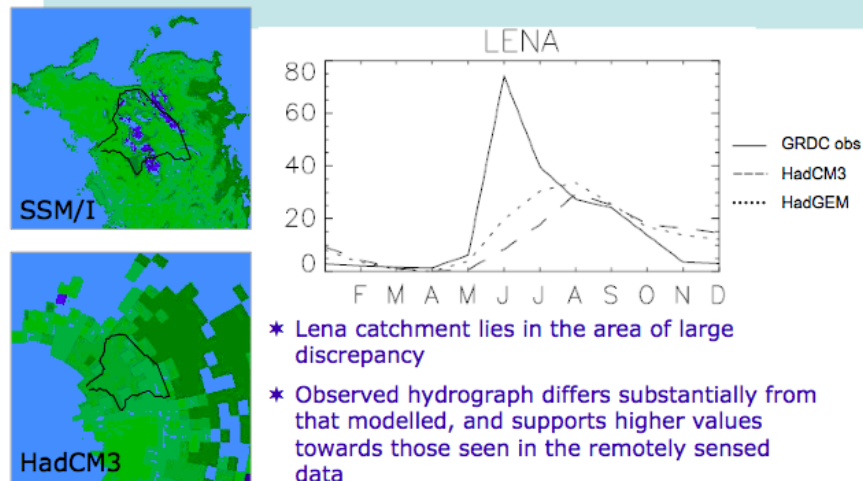 LENA
80
60
40
20
0
F M A M J J A S O N D
GRDC obs
HadCM3
HadGEM
SSM/I
HadCM3
✶ Lena catchment lies in the area of large
discrepancy
✶ Observed hydrograph differs substantially from
that modelled, and supports higher values
towards those seen in the remotely sensed
data